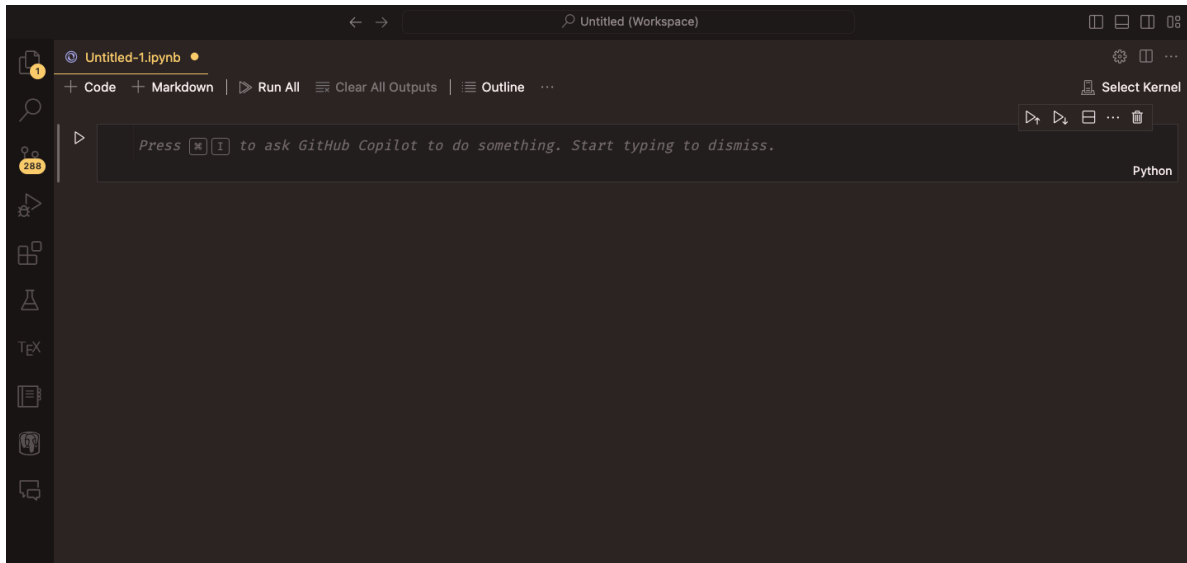 Untitled (Workspace)
1
Untitled-1.ipynb
Code Markdown Run All Clear All Outputs Outline ... Select Kernel
Press ⌘ I to ask GitHub Copilot to do something. Start typing to dismiss.
288
Python
TEX